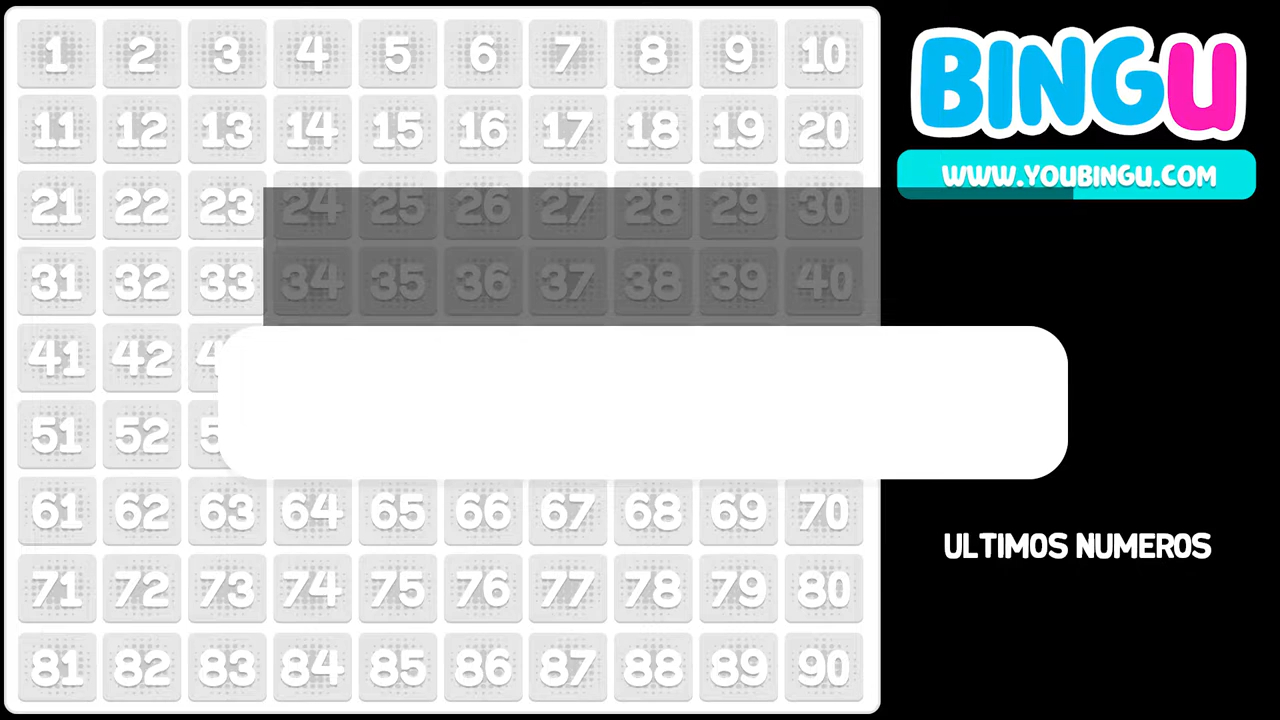 1 2 3 4 5 6 7 8 9 10
11 12 13 14 15 16 17 18 19 20
21 22 23 24 25 26 27 28 29 30
31 32 33 34 35 36 37 38 39 40
41 42
51 52
61 62 63 64 65 66 67 68 69 70
71 72 73 74 75 76 77 78 79 80
81 82 83 84 85 86 87 88 89 90
BINGU
WWW.YOUBINGU.COM
ULTIMOS NUMEROS